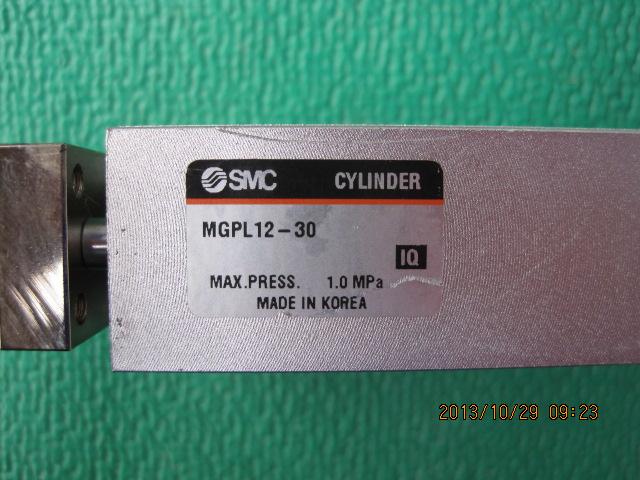 SMC CYLINDER
MGPL12-30
IQ
MAX.PRESS. 1.0 MPa
MADE IN KOREA
2013/10/29 09:23